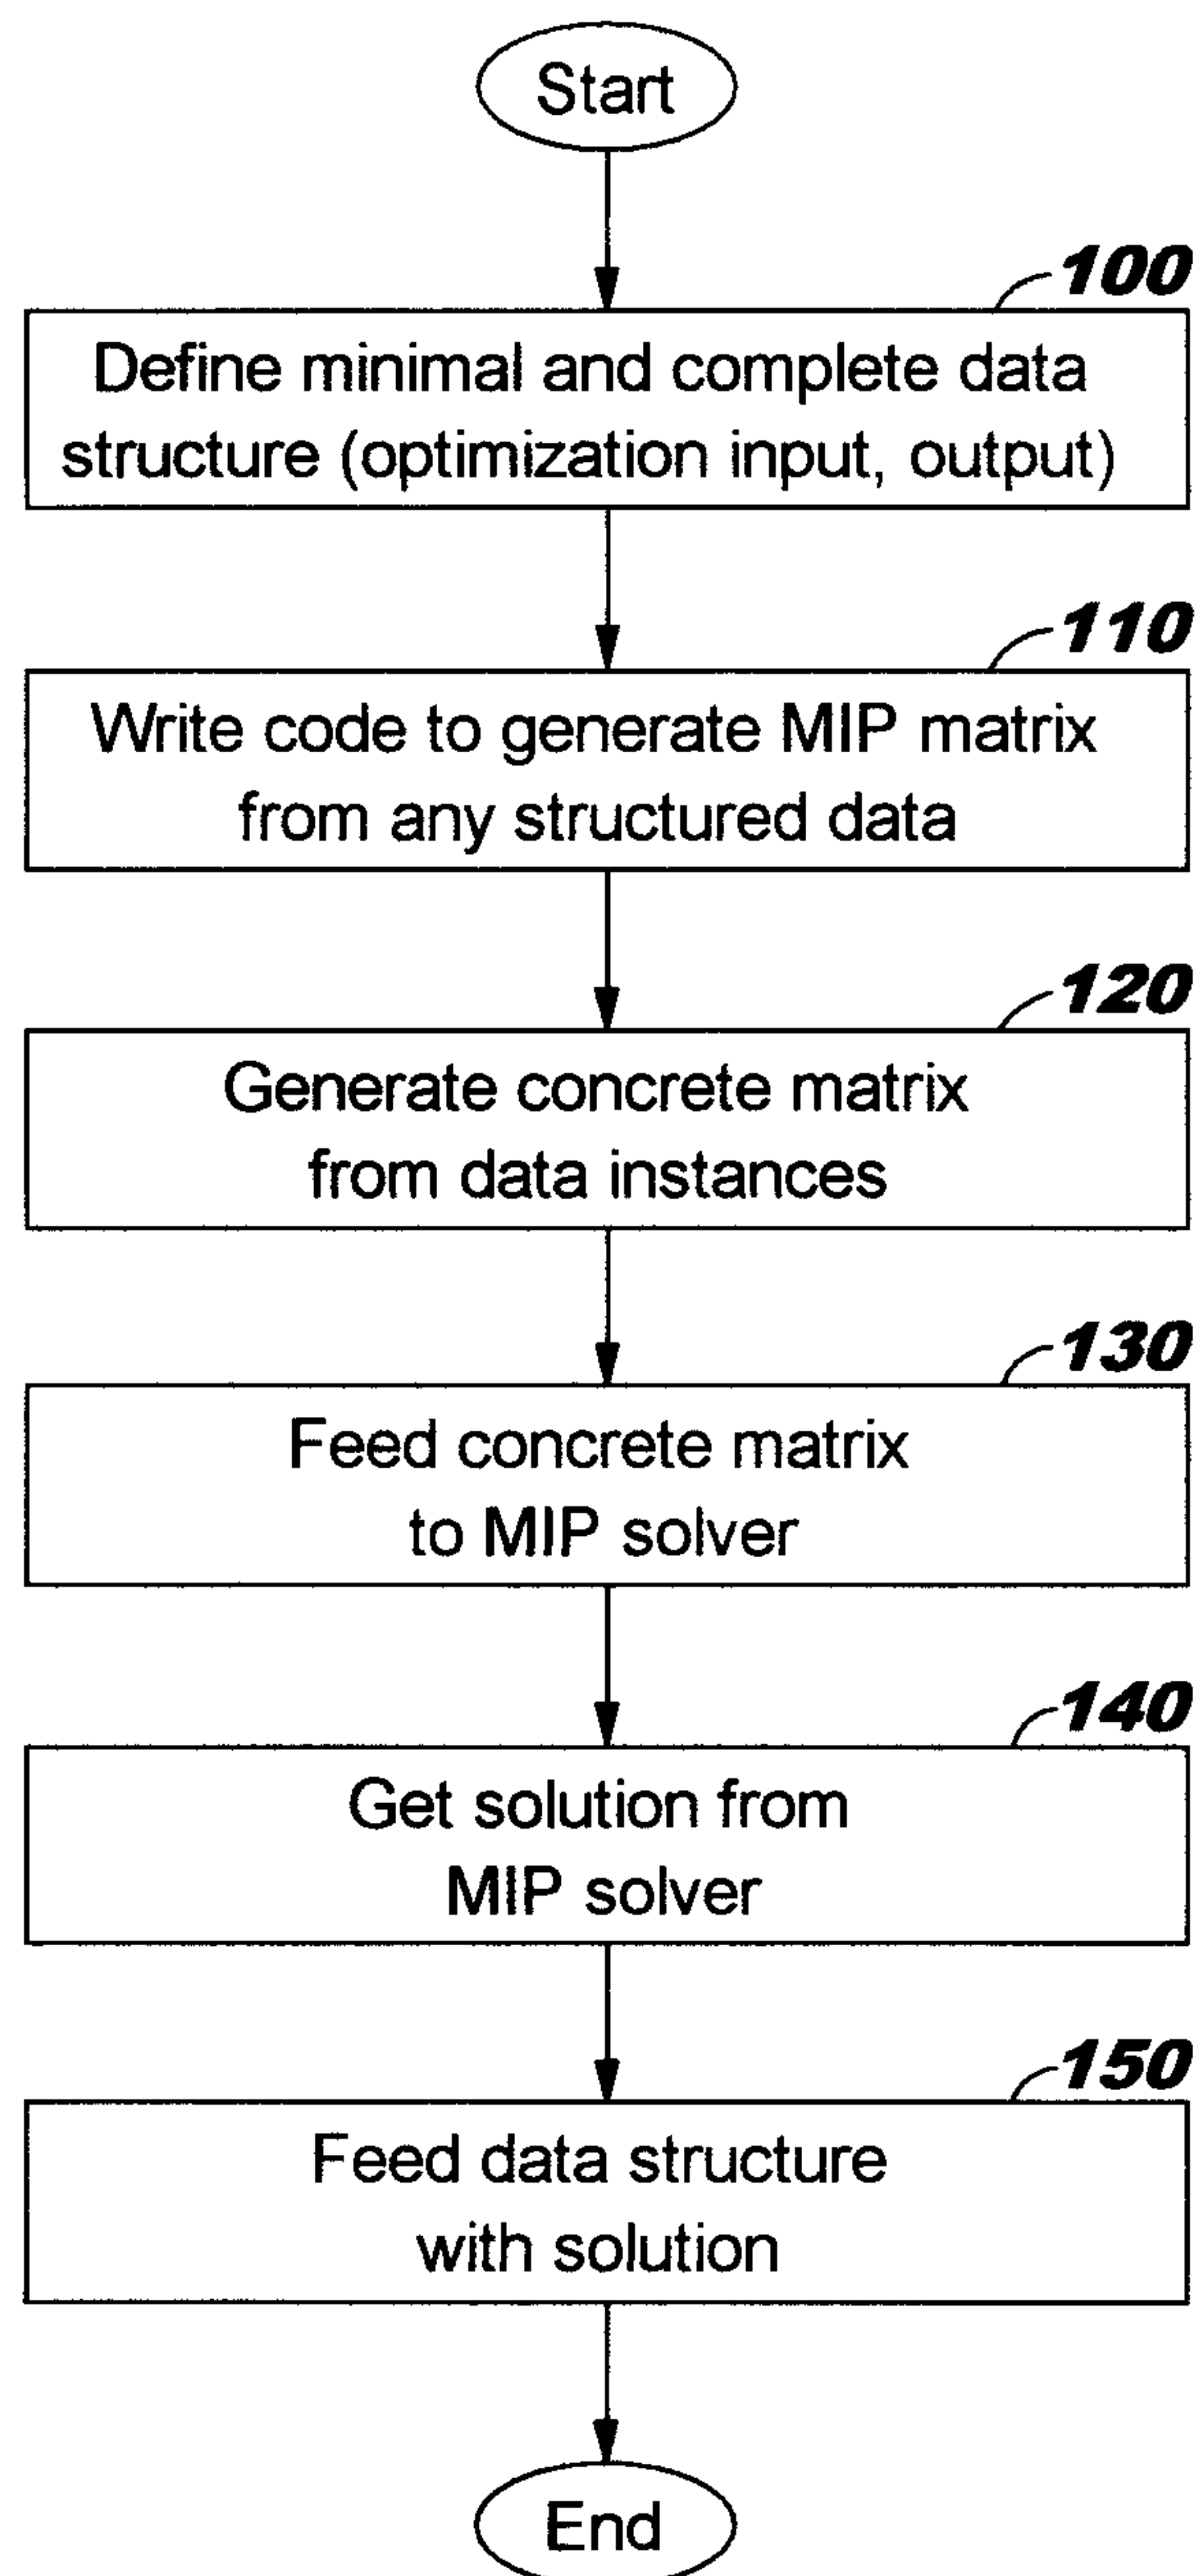 Start
100
Define minimal and complete data
structure (optimization input, output)
110
Write code to generate MIP matrix
from any structured data
120
Generate concrete matrix
from data instances
130
Feed concrete matrix
to MIP solver
140
Get solution from
MIP solver
150
Feed data structure
with solution
End